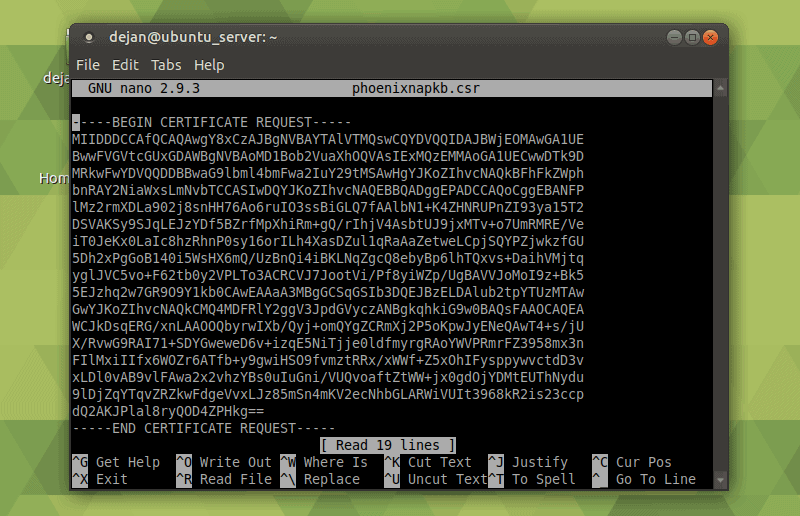 deja
Hom
dejan@ubuntu_server: ~
File Edit Tabs Help
GNU nano 2.9.3 phoenixnapkb.csr
-----BEGIN CERTIFICATE REQUEST-----
MIIDDDCCAfQCAQAwgY8xCzAJBgNVBAYTAlVTMQswCQYDVQQIDAJBWjEOMAwGA1UE
BwwFVGVtcGUxGDAWBgNVBAoMD1Bob2VuaXhOQVAsIExMQzEMMAoGA1UECwwDTk9D
MRkwFwYDVQQDDBBwaG9lbml4bmFwa2IuY29tMSAwHgYJKoZIhvcNAQkBFhFkZWph
bnRAY2NiaWxsLmNvbTCCASIwDQYJKoZIhvcNAQEBBQADggEPADCCAQoCggEBANFP
lMz2rmXDLa902j8snHH76Ao6ruIO3ssBiGLQ7fAAlbN1+K4ZHNRUPnZI93ya15T2
DSVAKSy9SJqLEJzYDf5BZrfMpXhiRm+gQ/rIhjV4AsbtUJ9jxMTv+o7UmRMRE/Ve
iT0JeKx0LaIc8hzRhnP0sy16orILh4XasDZul1qRaAaZetweLCpjSQYPZjwkzfGU
5Dh2xPgGoB140i5WsHX6mQ/UzBnQi4iBKLNqZgcQ8ebyBp6lhTQxvs+DaihVMjtq
yglJVC5vo+F62tb0y2VPLTo3ACRCVJ7JootVi/Pf8yiWZp/UgBAVVJoMoI9z+Bk5
5EJzhq2w7GR9O9Y1kb0CAwEAAaA3MBgGCSqGSIb3DQEJBzELDAlub2tpYTUzMTAw
GwYJKoZIhvcNAQkCMQ4MDFRlY2ggV3JpdGVyczANBgkqhkiG9w0BAQsFAAOCAQEA
WCJkDsqERG/xnLAAOOQbyrwIXb/Qyj+omQYgZCRmXj2P5oKpwJyENeQAwT4+s/jU
X/RvwG9RAI71+SDYGweweD6v+izqE5NiTjje0ldfmyrgRAoYWVPRmrFZ3958mx3n
FIlMxiIIfx6WOZr6ATfb+y9gwiHSO9fvmztRRx/xWWf+Z5xOhIFysppywvctdD3v
xLDl0vAB9vlFAwa2x2vhzYBs0uIuGni/VUQvoaftZtWW+jx0gdOjYDMtEUThNydu
9lDjZqYTqvZRZkwFdgeVvxLJz85mSn4mKV2ecNhbGLARWiVUIt3968kR2is23ccp
dQ2AKJPlal8ryQOD4ZPHkg==
-----END CERTIFICATE REQUEST-----
[ Read 19 lines ]
^G Get Help ^O Write Out ^W Where Is ^K Cut Text ^J Justify ^C Cur Pos
^X Exit ^R Read File ^\ Replace ^U Uncut Text ^T To Spell ^_ Go To Line